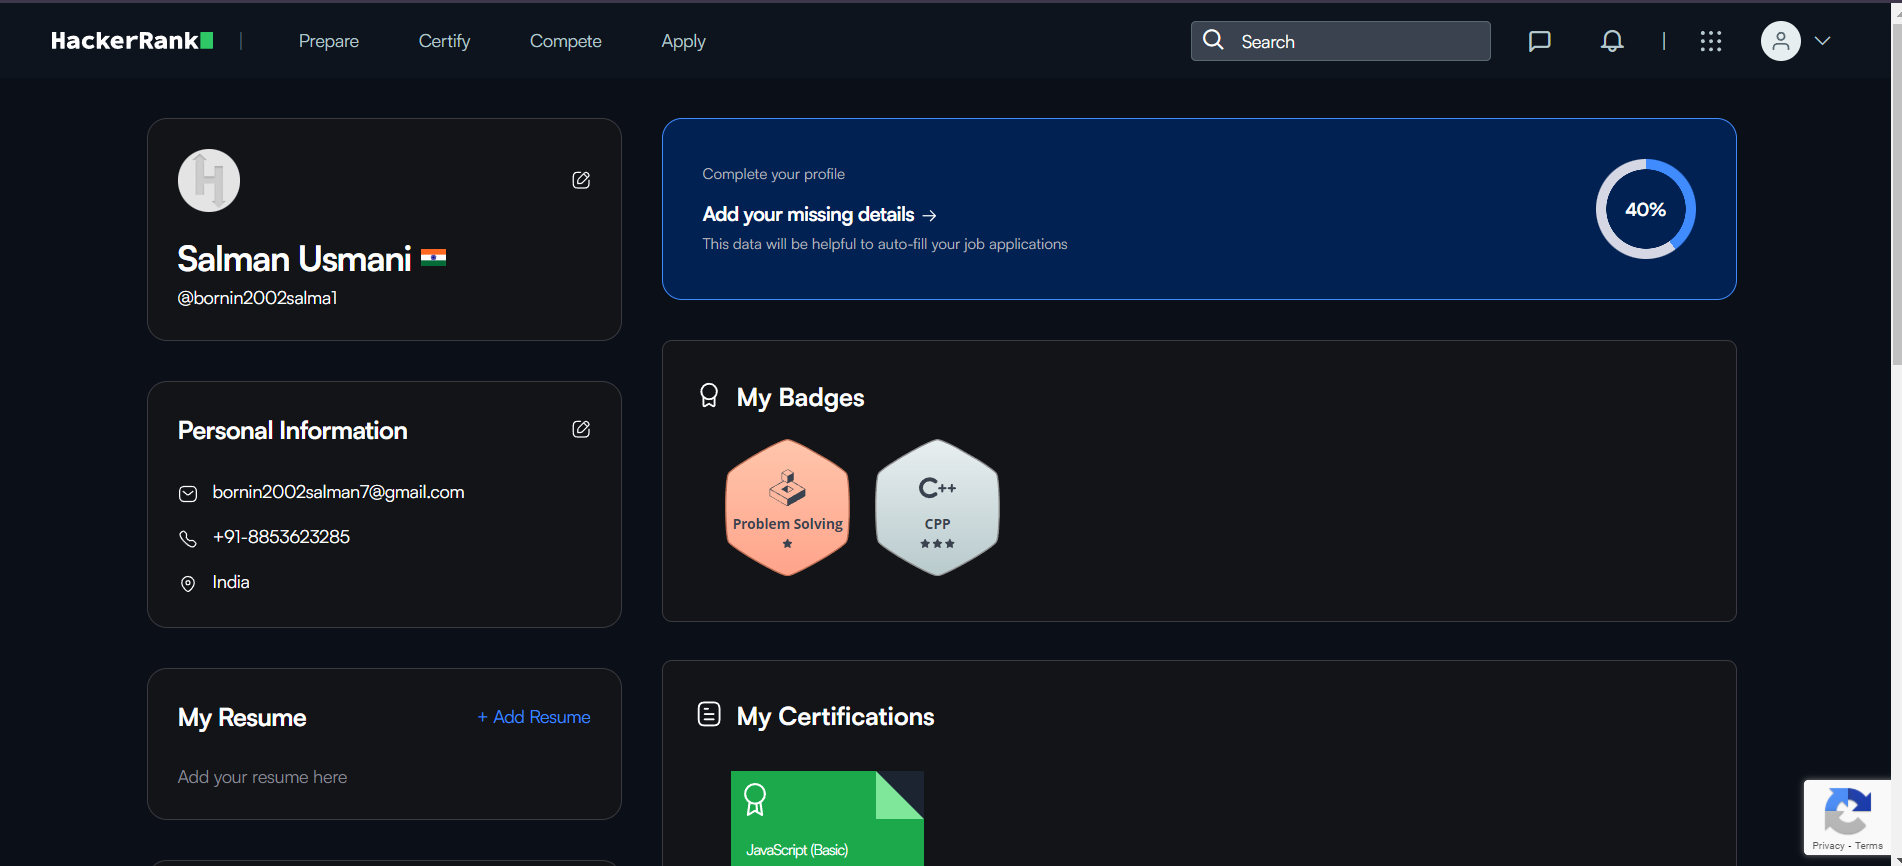 HackerRank
Prepare
Certify
Compete
Apply
Search
Salman Usmani
@bornin2002salma1
Personal Information
bornin2002salman7@gmail.com
+91-8853623285
India
My Resume
+ Add Resume
Add your resume here
Complete your profile
Add your missing details →
This data will be helpful to auto-fill your job applications
40%
My Badges
Problem Solving
C++
CPP
My Certifications
JavaScript (Basic)
Privacy - Terms